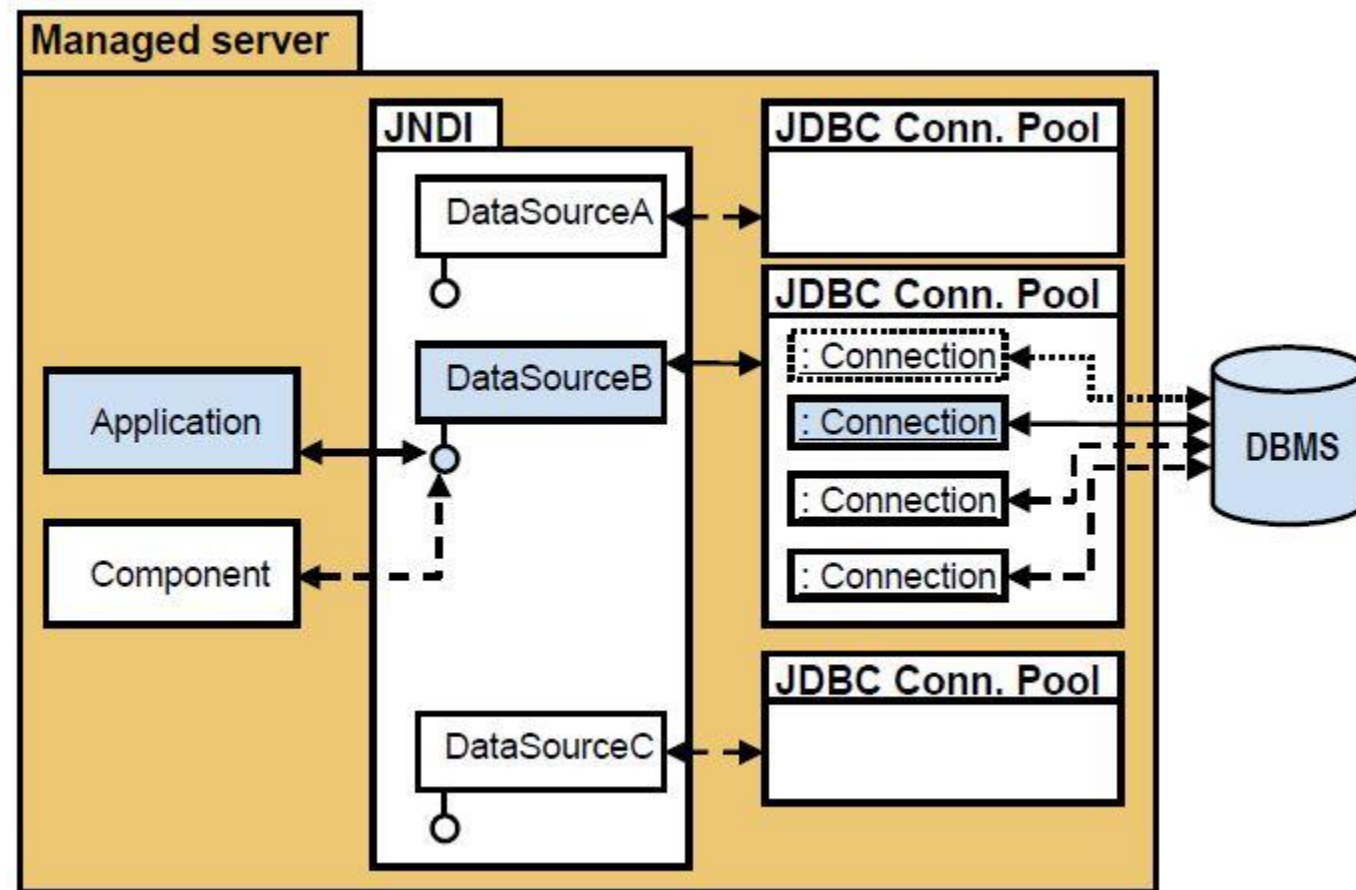 Managed server
JNDI
JDBC Conn. Pool
DataSourceA
JDBC Conn. Pool
: Connection
DataSourceB
Application
: Connection
DBMS
: Connection
Component
: Connection
JDBC Conn. Pool
DataSourceC